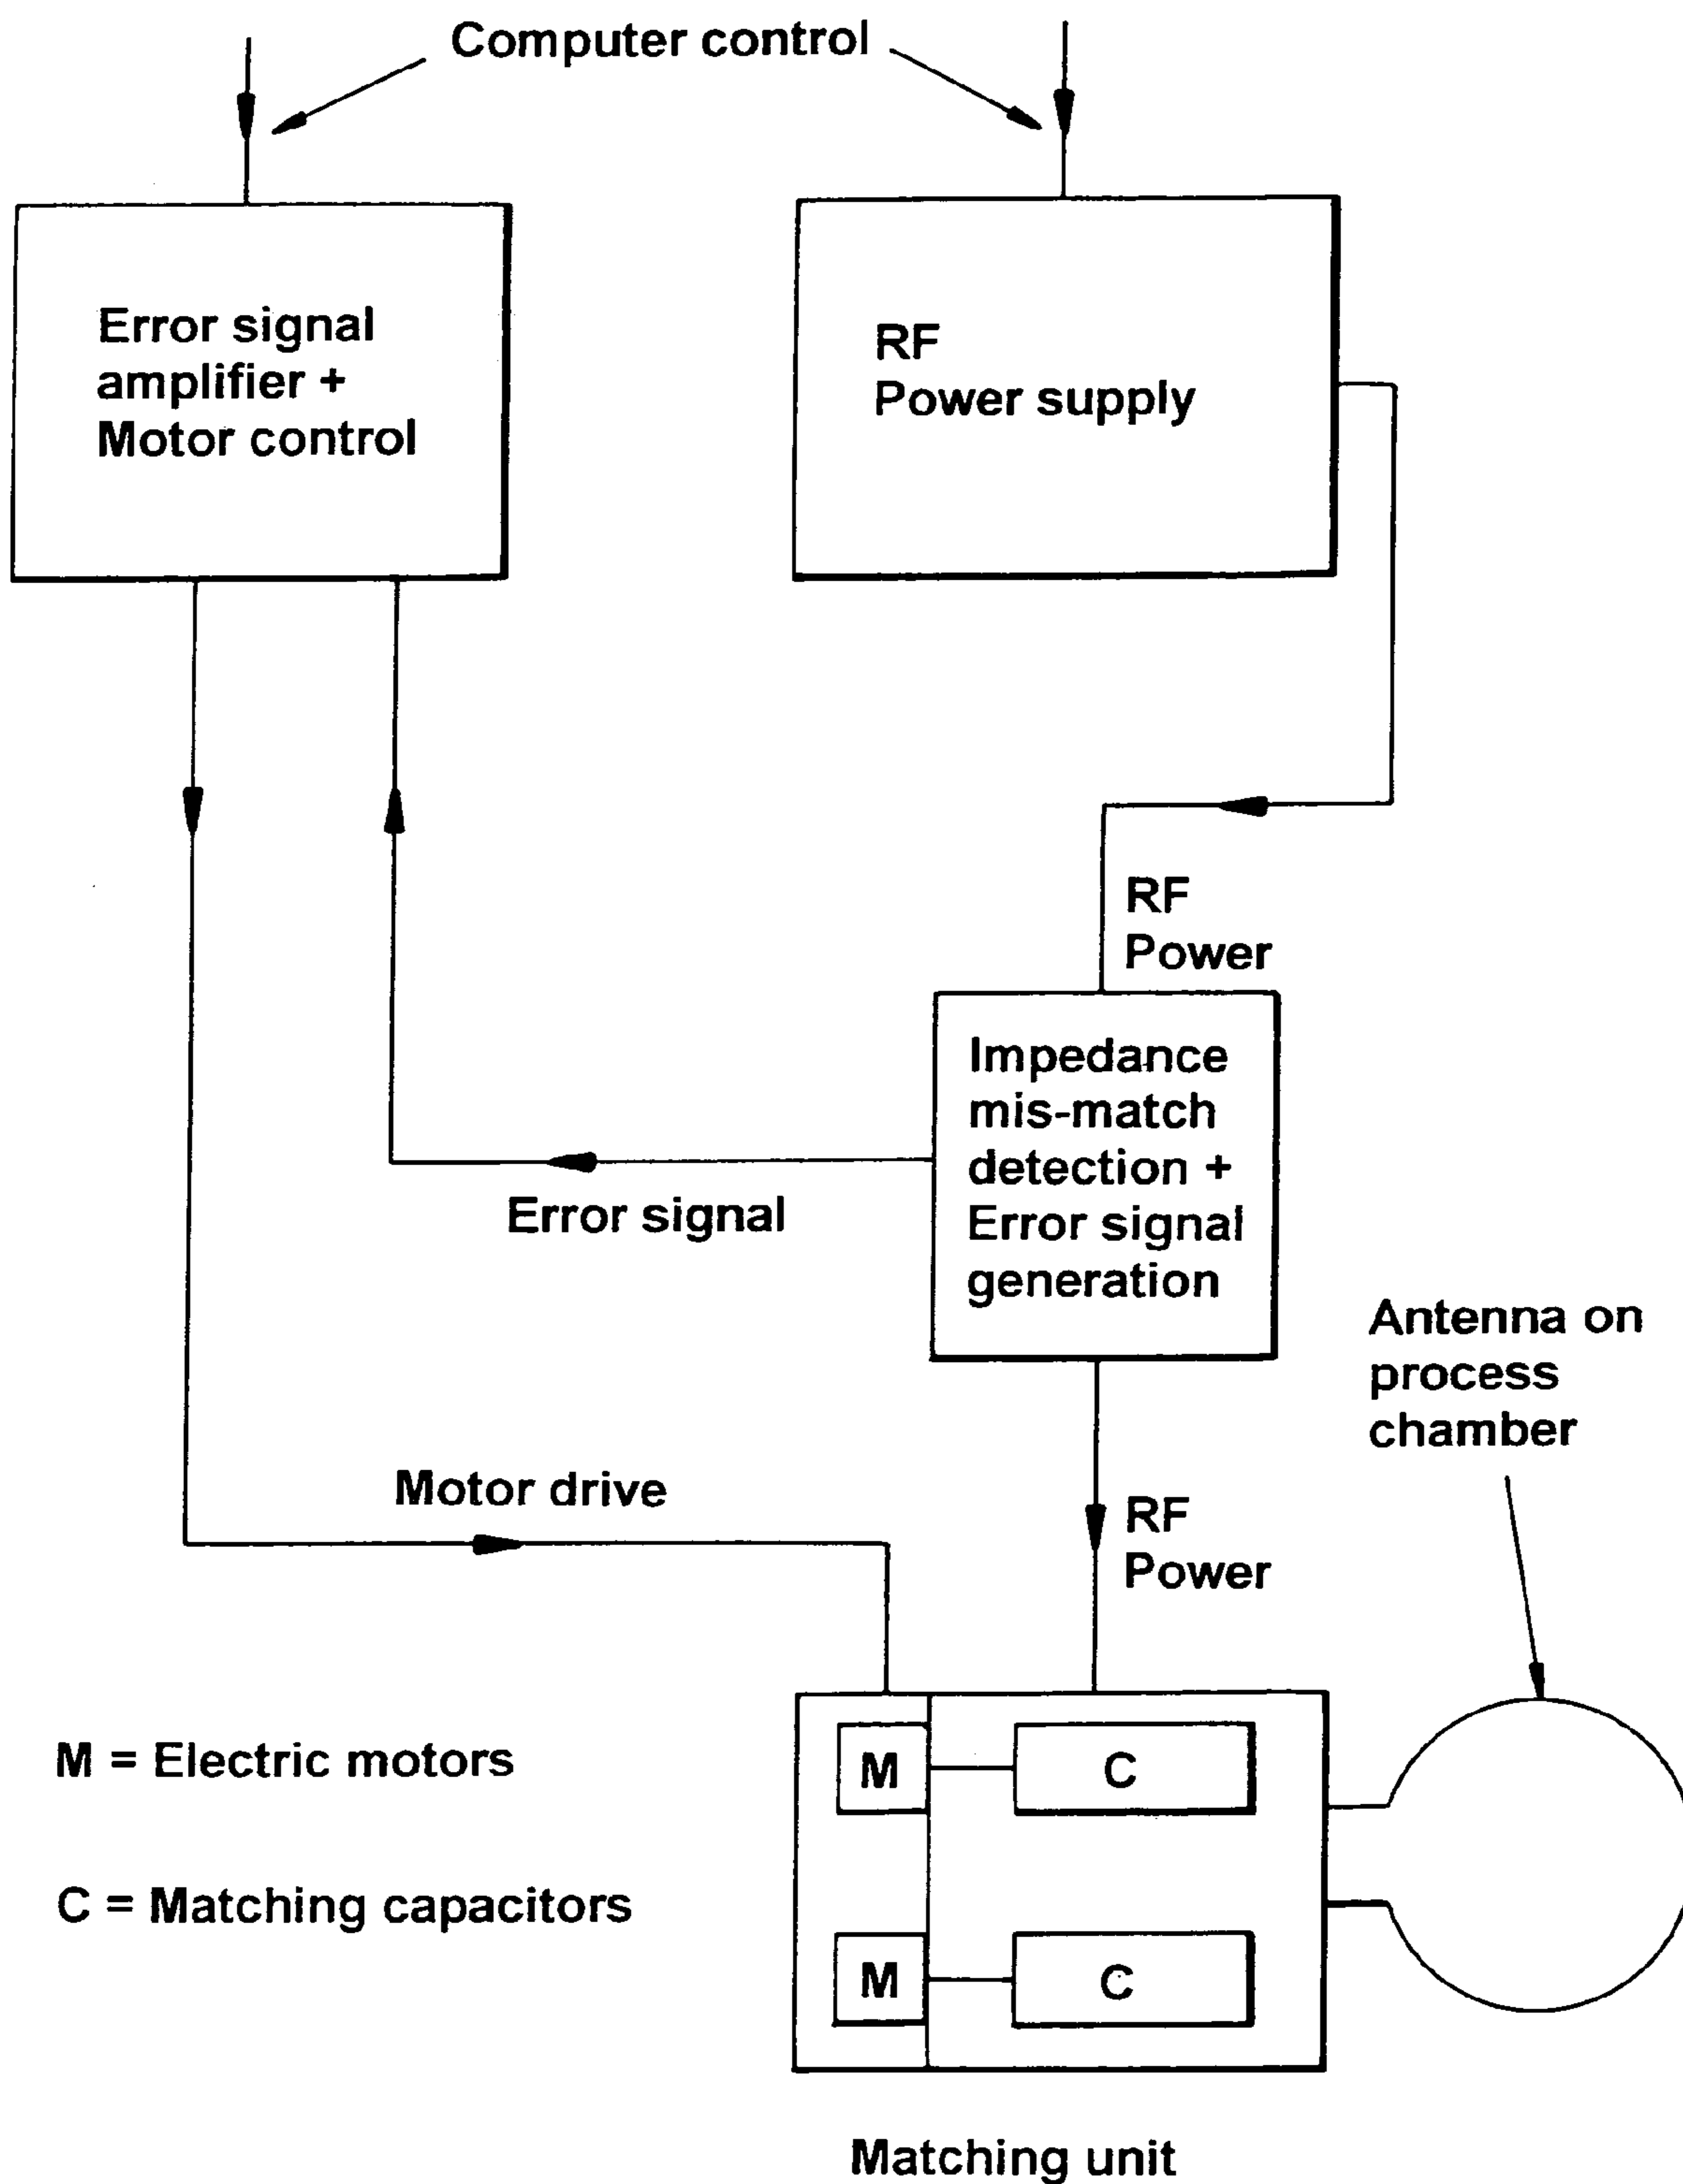 Computer control
Error signal
amplifier +
Motor control
RF
Power supply
RF
Power
Impedance
mis-match
detection +
Error signal
generation
Error signal
Antenna on
process
chamber
Motor drive
RF
Power
M = Electric motors
C = Matching capacitors
M
C
M
C
Matching unit